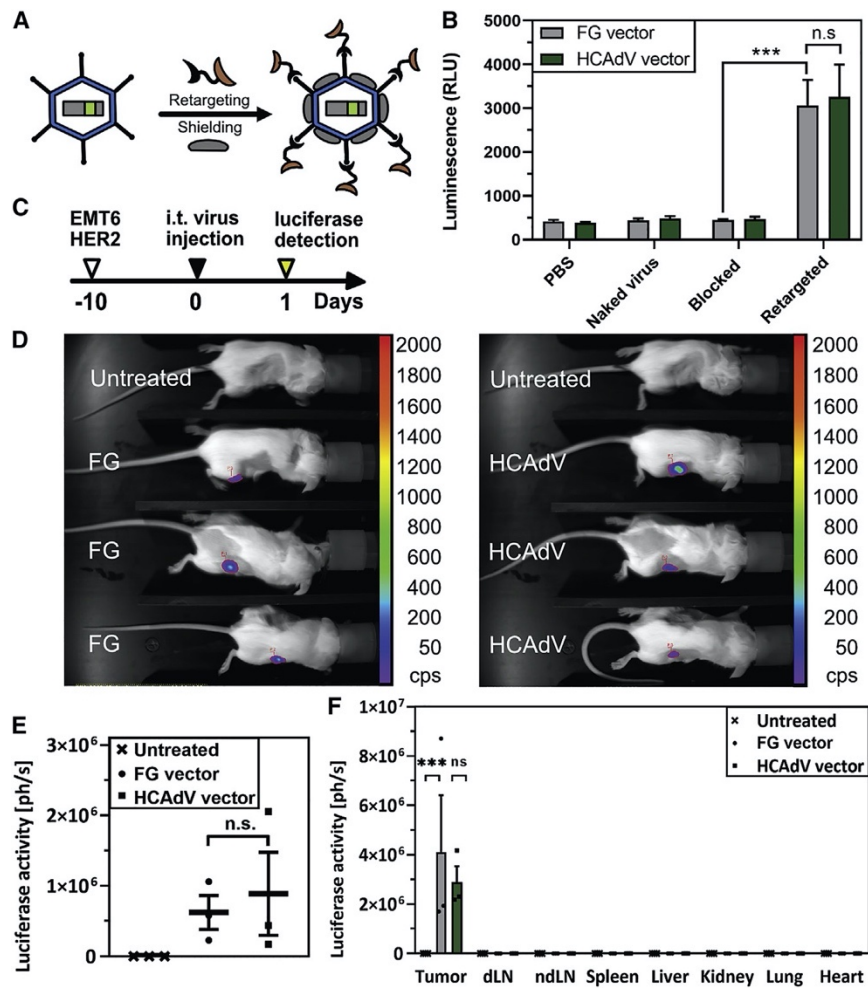 A
Retargeting
Shielding
B
Luminescence (RLU)
5000
4000
3000
2000
1000
0
FG vector
HCAdV vector
***
n.s
PBS
Naked virus
Blocked
Retargeted
C
EMT6
HER2
i.t. virus
injection
luciferase
detection
-10
0
1
Days
D
Untreated
FG
FG
FG
2000
1800
1600
1400
1200
1000
800
600
400
200
50
cps
Untreated
HCAdV
HCAdV
HCAdV
2000
1800
1600
1400
1200
1000
800
600
400
200
50
cps
E
Luciferase activity [ph/s]
3×10⁶
2×10⁶
1×10⁶
0
Untreated
FG vector
HCAdV vector
n.s.
F
Luciferase activity [ph/s]
1×10⁷
8×10⁶
6×10⁶
4×10⁶
2×10⁶
0
Untreated
FG vector
HCAdV vector
***
ns
Tumor
dLN
ndLN
Spleen
Liver
Kidney
Lung
Heart